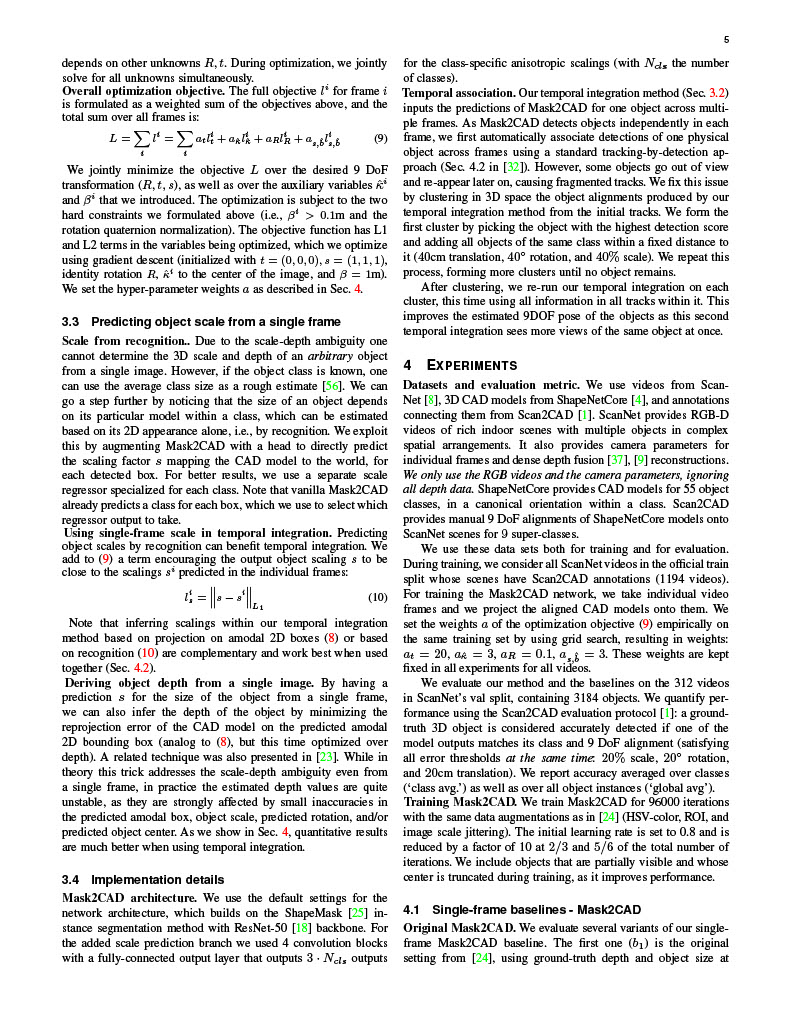 5
depends on other unknowns R, t. During optimization, we jointly
solve for all unknowns simultaneously.
Overall optimization objective. The full objective l^i for frame i
is formulated as a weighted sum of the objectives above, and the
total sum over all frames is:
L = ∑_i l^i = ∑_i a_t l^i_t + a_κ̂ l^i_κ̂ + a_R l^i_R + a_{s,b̂} l^i_{s,b̂} (9)
We jointly minimize the objective L over the desired 9 DoF
transformation (R, t, s), as well as over the auxiliary variables κ̂^i
and β^i that we introduced. The optimization is subject to the two
hard constraints we formulated above (i.e., β^i > 0.1m and the
rotation quaternion normalization). The objective function has L1
and L2 terms in the variables being optimized, which we optimize
using gradient descent (initialized with t = (0, 0, 0), s = (1, 1, 1),
identity rotation R, κ̂^i to the center of the image, and β = 1m).
We set the hyper-parameter weights a as described in Sec. 4.
3.3 Predicting object scale from a single frame
Scale from recognition.. Due to the scale-depth ambiguity one
cannot determine the 3D scale and depth of an arbitrary object
from a single image. However, if the object class is known, one
can use the average class size as a rough estimate [56]. We can
go a step further by noticing that the size of an object depends
on its particular model within a class, which can be estimated
based on its 2D appearance alone, i.e., by recognition. We exploit
this by augmenting Mask2CAD with a head to directly predict
the scaling factor s mapping the CAD model to the world, for
each detected box. For better results, we use a separate scale
regressor specialized for each class. Note that vanilla Mask2CAD
already predicts a class for each box, which we use to select which
regressor output to take.
Using single-frame scale in temporal integration. Predicting
object scales by recognition can benefit temporal integration. We
add to (9) a term encouraging the output object scaling s to be
close to the scalings s^i predicted in the individual frames:
l^i_s = ‖s − s^i‖_{L_1} (10)
Note that inferring scalings within our temporal integration
method based on projection on amodal 2D boxes (8) or based
on recognition (10) are complementary and work best when used
together (Sec. 4.2).
Deriving object depth from a single image. By having a
prediction s for the size of the object from a single frame,
we can also infer the depth of the object by minimizing the
reprojection error of the CAD model on the predicted amodal
2D bounding box (analog to (8), but this time optimized over
depth). A related technique was also presented in [23]. While in
theory this trick addresses the scale-depth ambiguity even from
a single frame, in practice the estimated depth values are quite
unstable, as they are strongly affected by small inaccuracies in
the predicted amodal box, object scale, predicted rotation, and/or
predicted object center. As we show in Sec. 4, quantitative results
are much better when using temporal integration.
3.4 Implementation details
Mask2CAD architecture. We use the default settings for the
network architecture, which builds on the ShapeMask [25] in-
stance segmentation method with ResNet-50 [18] backbone. For
the added scale prediction branch we used 4 convolution blocks
with a fully-connected output layer that outputs 3 · N_cls outputs
for the class-specific anisotropic scalings (with N_cls the number
of classes).
Temporal association. Our temporal integration method (Sec. 3.2)
inputs the predictions of Mask2CAD for one object across multi-
ple frames. As Mask2CAD detects objects independently in each
frame, we first automatically associate detections of one physical
object across frames using a standard tracking-by-detection ap-
proach (Sec. 4.2 in [32]). However, some objects go out of view
and re-appear later on, causing fragmented tracks. We fix this issue
by clustering in 3D space the object alignments produced by our
temporal integration method from the initial tracks. We form the
first cluster by picking the object with the highest detection score
and adding all objects of the same class within a fixed distance to
it (40cm translation, 40° rotation, and 40% scale). We repeat this
process, forming more clusters until no object remains.
After clustering, we re-run our temporal integration on each
cluster, this time using all information in all tracks within it. This
improves the estimated 9DOF pose of the objects as this second
temporal integration sees more views of the same object at once.
4 EXPERIMENTS
Datasets and evaluation metric. We use videos from Scan-
Net [8], 3D CAD models from ShapeNetCore [4], and annotations
connecting them from Scan2CAD [1]. ScanNet provides RGB-D
videos of rich indoor scenes with multiple objects in complex
spatial arrangements. It also provides camera parameters for
individual frames and dense depth fusion [37], [9] reconstructions.
We only use the RGB videos and the camera parameters, ignoring
all depth data. ShapeNetCore provides CAD models for 55 object
classes, in a canonical orientation within a class. Scan2CAD
provides manual 9 DoF alignments of ShapeNetCore models onto
ScanNet scenes for 9 super-classes.
We use these data sets both for training and for evaluation.
During training, we consider all ScanNet videos in the official train
split whose scenes have Scan2CAD annotations (1194 videos).
For training the Mask2CAD network, we take individual video
frames and we project the aligned CAD models onto them. We
set the weights a of the optimization objective (9) empirically on
the same training set by using grid search, resulting in weights:
a_t = 20, a_κ̂ = 3, a_R = 0.1, a_{s,b̂} = 3. These weights are kept
fixed in all experiments for all videos.
We evaluate our method and the baselines on the 312 videos
in ScanNet's val split, containing 3184 objects. We quantify per-
formance using the Scan2CAD evaluation protocol [1]: a ground-
truth 3D object is considered accurately detected if one of the
model outputs matches its class and 9 DoF alignment (satisfying
all error thresholds at the same time: 20% scale, 20° rotation,
and 20cm translation). We report accuracy averaged over classes
('class avg.') as well as over all object instances ('global avg').
Training Mask2CAD. We train Mask2CAD for 96000 iterations
with the same data augmentations as in [24] (HSV-color, ROI, and
image scale jittering). The initial learning rate is set to 0.8 and is
reduced by a factor of 10 at 2/3 and 5/6 of the total number of
iterations. We include objects that are partially visible and whose
center is truncated during training, as it improves performance.
4.1 Single-frame baselines - Mask2CAD
Original Mask2CAD. We evaluate several variants of our single-
frame Mask2CAD baseline. The first one (b_1) is the original
setting from [24], using ground-truth depth and object size at